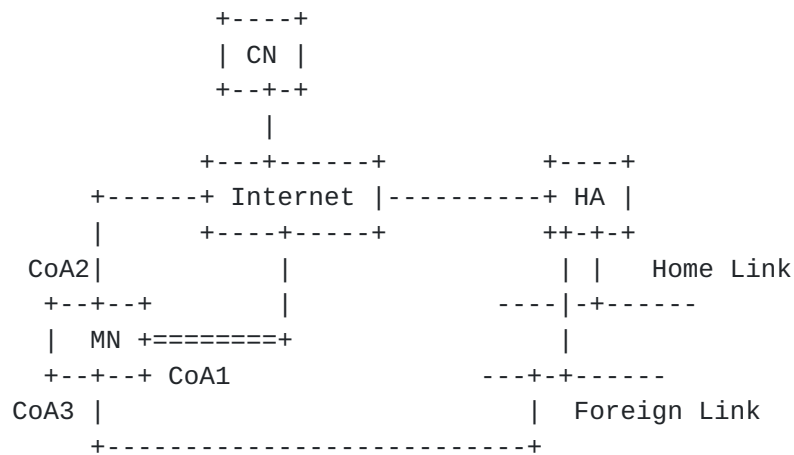 +----+
| CN |
+--+-+
|
+---+------+ +----+
+------+ Internet |----------+ HA |
| +----+-----+ ++-+-+
CoA2| | | | Home Link
+--+--+ | ----|-+------
| MN +========+ |
+--+--+ CoA1 ---+-+------
CoA3 | | Foreign Link
+---------------------------+